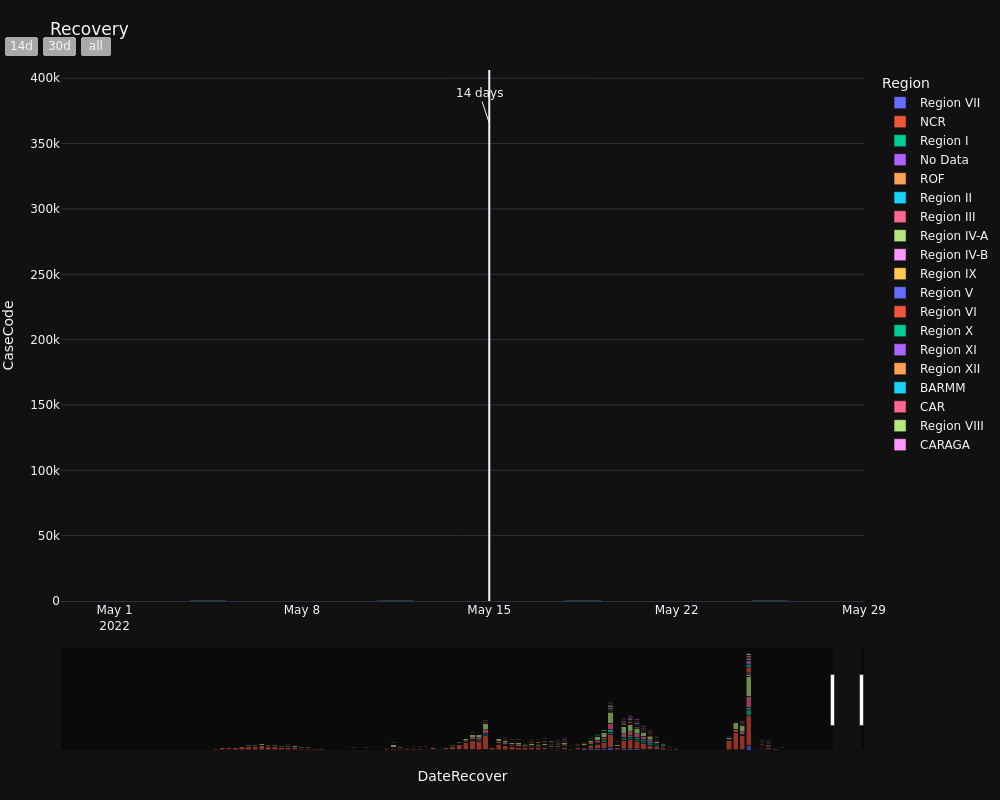 Recovery
14d 30d all
400k
14 days
350k
300k
250k
200k
150k
100k
50k
0
CaseCode
May 1
2022
May 8
May 15
May 22
May 29
DateRecover
Region
Region VII
NCR
Region I
No Data
ROF
Region II
Region III
Region IV-A
Region IV-B
Region IX
Region V
Region VI
Region X
Region XI
Region XII
BARMM
CAR
Region VIII
CARAGA